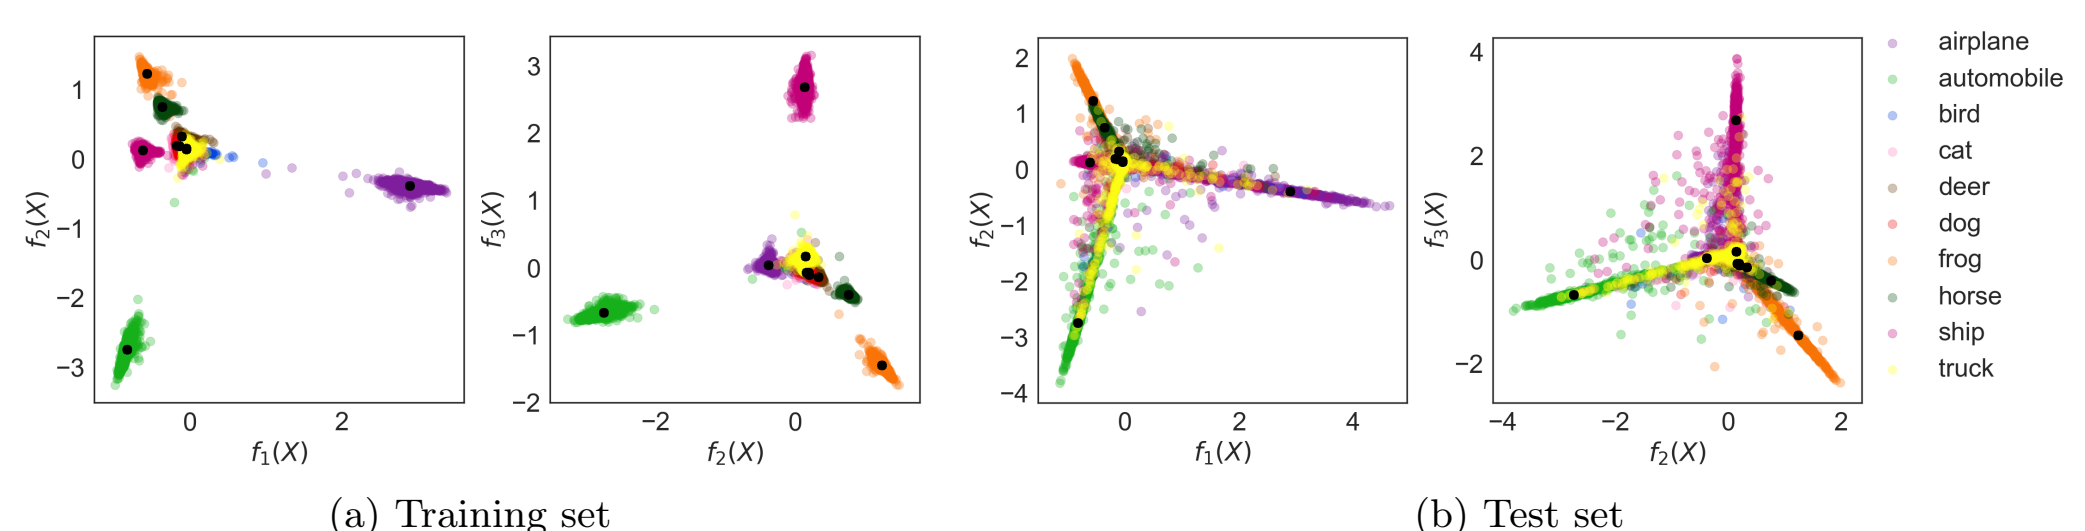 1
0
−1
−2
−3
f2(X)
0
2
f1(X)
3
2
1
0
−1
−2
f3(X)
−2
0
f2(X)
2
1
0
−1
−2
−3
−4
f2(X)
0
2
4
f1(X)
4
2
0
−2
f3(X)
−4
−2
0
2
f2(X)
airplane
automobile
bird
cat
deer
dog
frog
horse
ship
truck
(a) Training set
(b) Test set